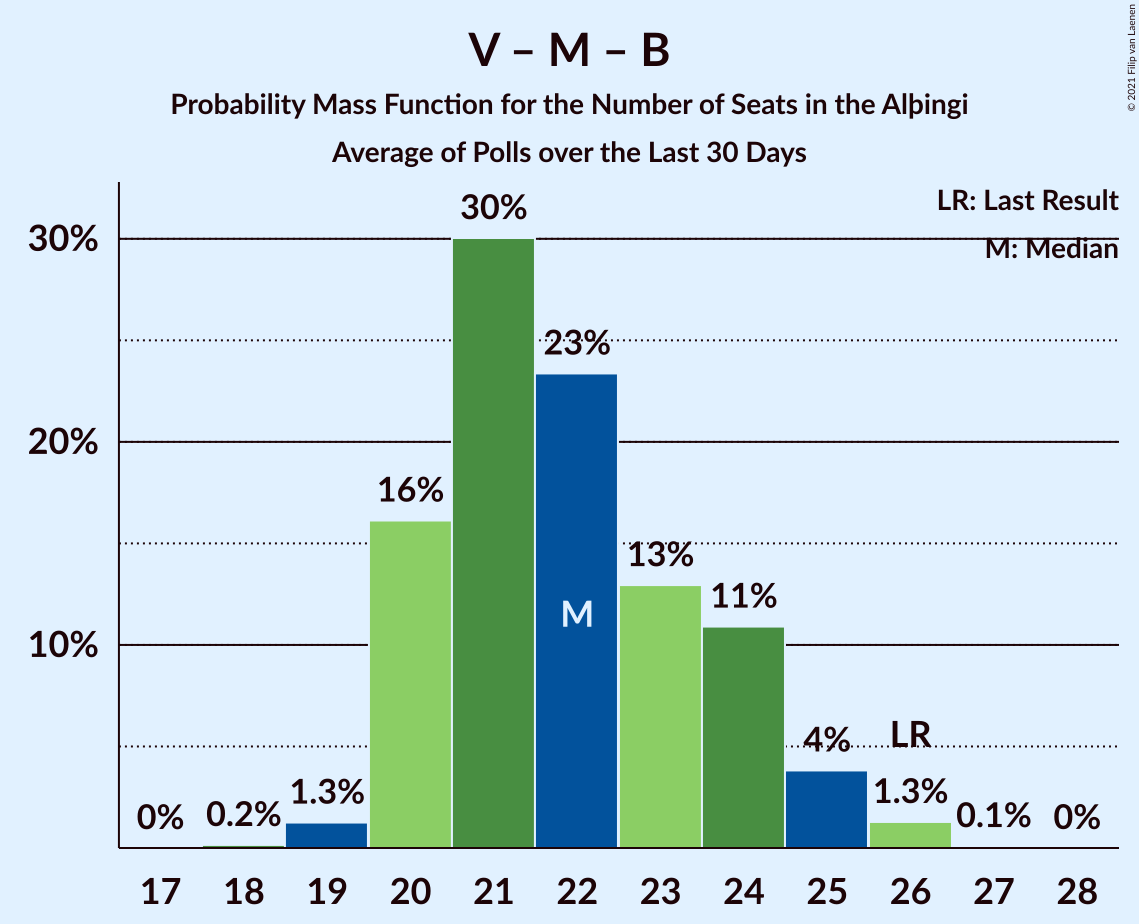 V – M – B
Probability Mass Function for the Number of Seats in the Alþingi
Average of Polls over the Last 30 Days
© 2021 Filip van Laenen
LR: Last Result
M: Median
30%
20%
10%
0%
0.2%
1.3%
16%
30%
23%
13%
11%
4%
1.3%
0.1%
0%
M
LR
17 18 19 20 21 22 23 24 25 26 27 28